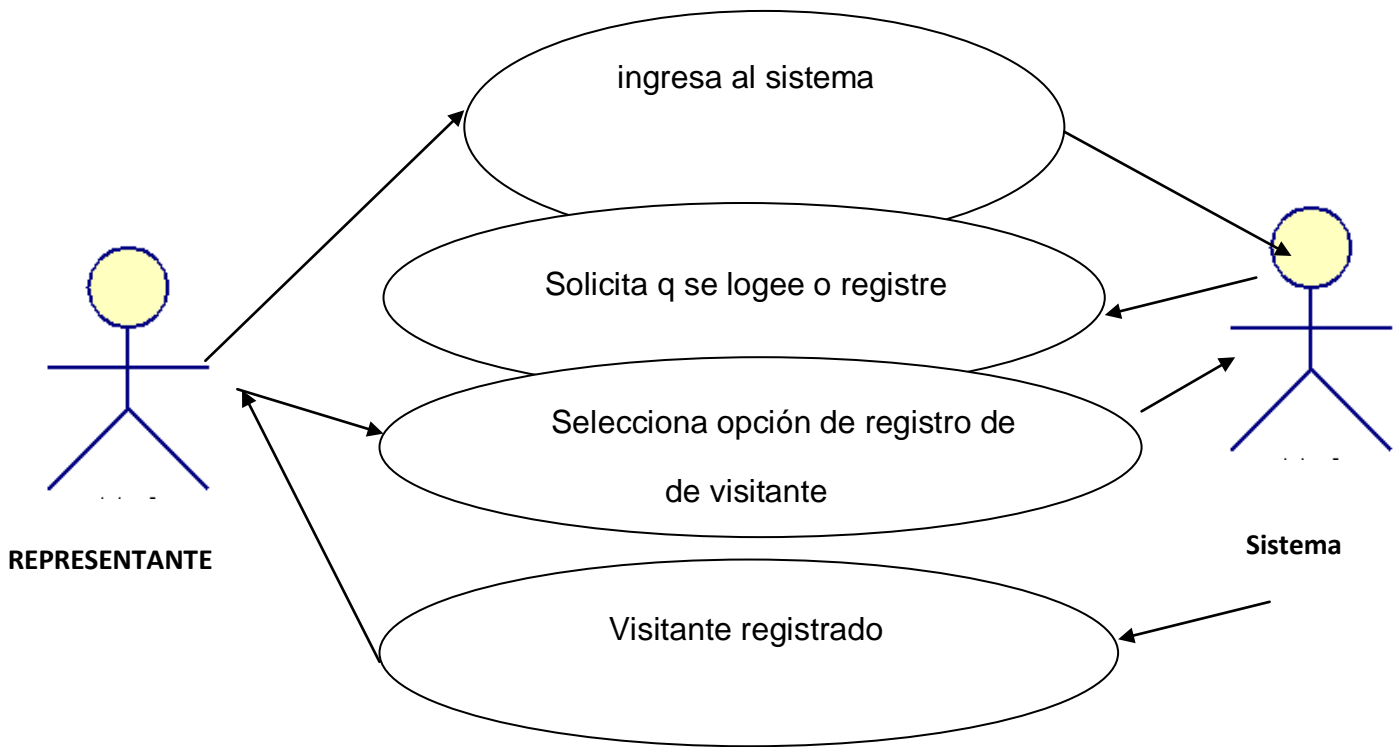 ingresa al sistema
Solicita q se logee o registre
Selecciona opción de registro de
de visitante
REPRESENTANTE
Sistema
Visitante registrado